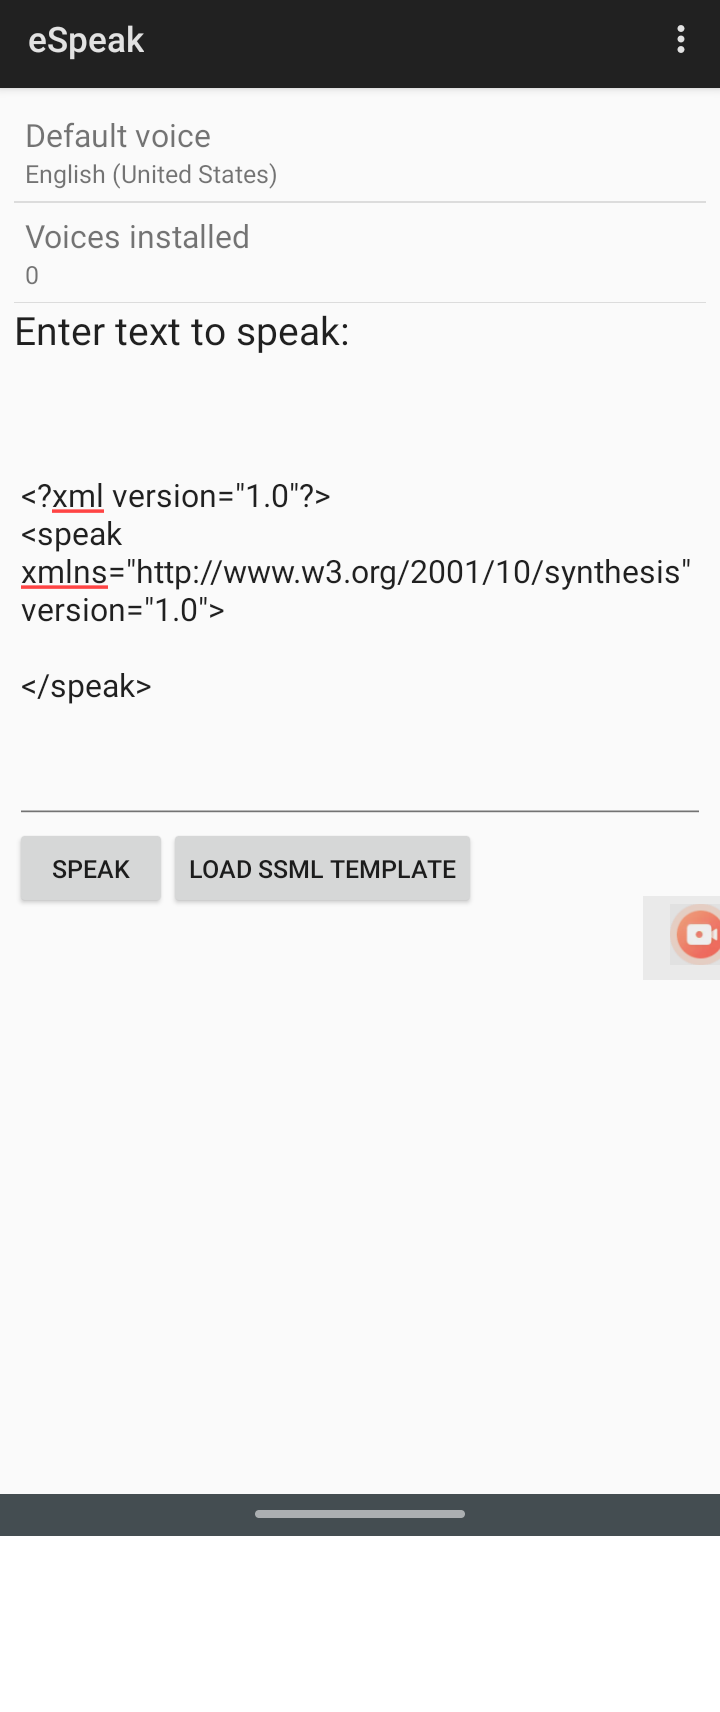 eSpeak
Default voice
English (United States)
Voices installed
0
Enter text to speak:
<?xml version="1.0"?>
<speak
xmlns="http://www.w3.org/2001/10/synthesis"
version="1.0">
</speak>
SPEAK LOAD SSML TEMPLATE